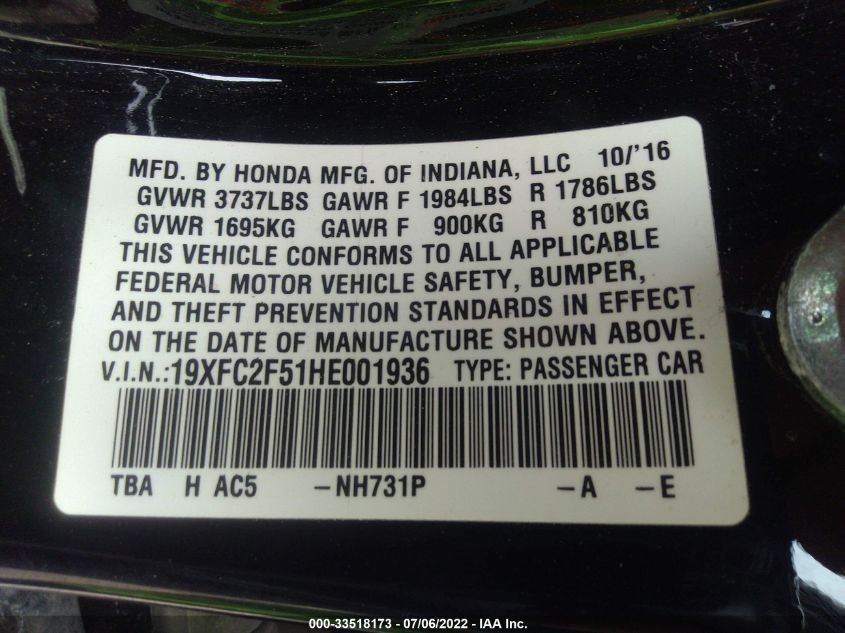 MFD. BY HONDA MFG. OF INDIANA, LLC 10/'16
GVWR 3737LBS GAWR F 1984LBS R 1786LBS
GVWR 1695KG GAWR F 900KG R 810KG
THIS VEHICLE CONFORMS TO ALL APPLICABLE
FEDERAL MOTOR VEHICLE SAFETY, BUMPER,
AND THEFT PREVENTION STANDARDS IN EFFECT
ON THE DATE OF MANUFACTURE SHOWN ABOVE.
V.I.N.:19XFC2F51HE001936 TYPE: PASSENGER CAR
TBA H AC5 -NH731P -A -E
000-33518173 - 07/06/2022 - IAA Inc.